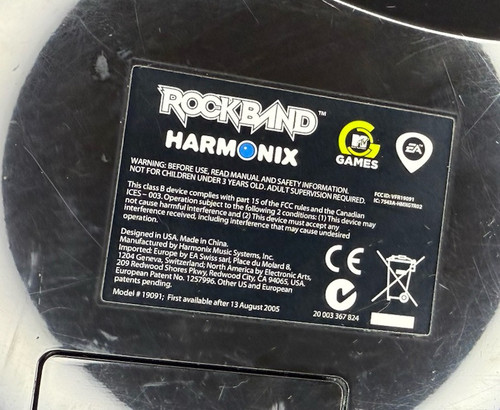 ROCKBAND™
HARMONIX
MTV
GAMES
EA
WARNING: BEFORE USE, READ MANUAL AND SAFETY INFORMATION.
NOT FOR CHILDREN UNDER 3 YEARS OLD. ADULT SUPERVISION REQUIRED.
FCC ID: VFR19091
IC: 7942A-HMXGTR02
This class B device complies with part 15 of the FCC rules and the Canadian
ICES – 003. Operation subject to the following 2 conditions: (1) This device may
not cause harmful interference and (2) This device must accept any
interference received, including interference that may cause undesired
operation.
Designed in USA. Made in China.
Manufactured by Harmonix Music Systems, Inc.
Imported: Europe by EA Swiss sarl, Place du Molard 8,
1204 Geneva, Switzerland; North America by Electronic Arts,
209 Redwood Shores Pkwy, Redwood City, CA 94065, USA.
European Patent No. 1257996. Other US and European
patents pending.
Model # 19091; First available after 13 August 2005
CE
20 003 367 824